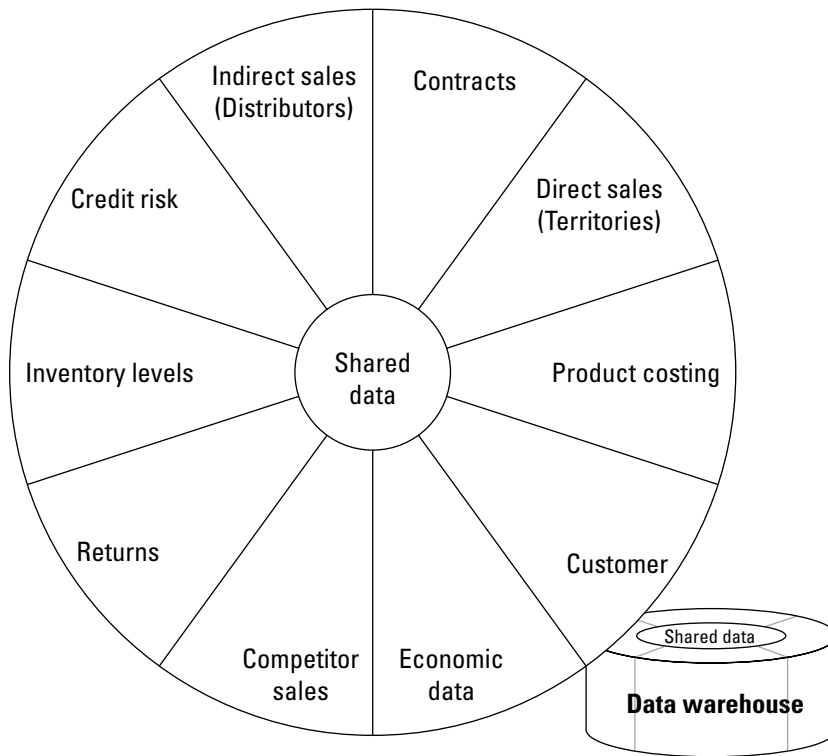 Indirect sales
(Distributors)
Contracts
Direct sales
(Territories)
Credit risk
Shared
data
Inventory levels
Product costing
Returns
Customer
Competitor
sales
Economic
data
Shared data
Data warehouse